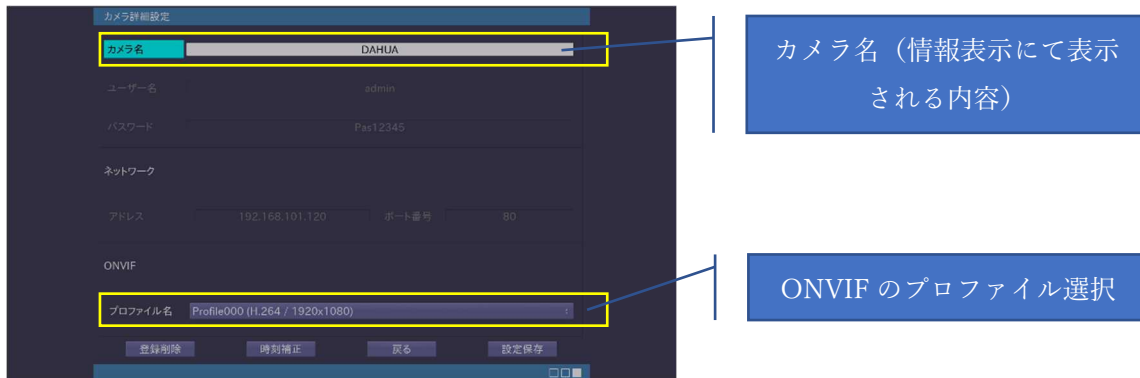 カメラ詳細設定
カメラ名 DAHUA
カメラ名（情報表示にて表示
される内容）
ユーザー名 admin
パスワード Pas12345
ネットワーク
アドレス 192.168.101.120 ポート番号 80
ONVIF
ONVIF のプロファイル選択
プロファイル名 Profile000 (H.264 / 1920x1080)
登録削除 時刻補正 戻る 設定保存